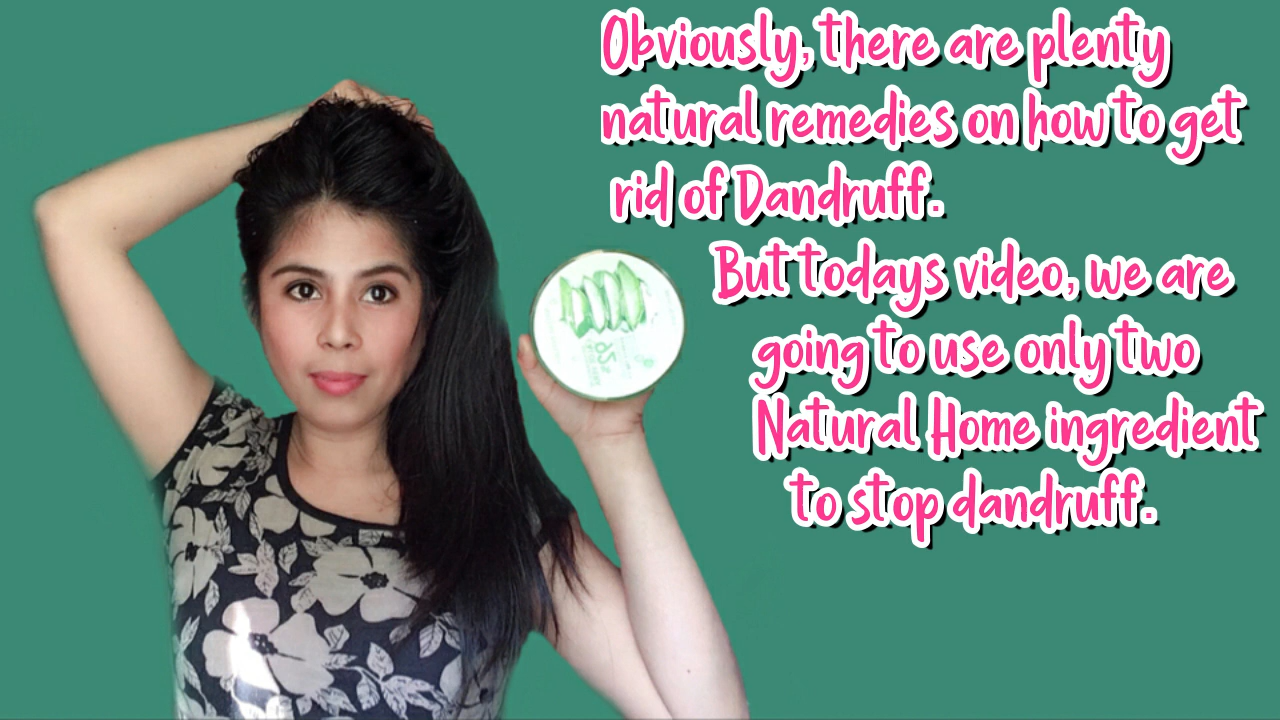 Obviously, there are plenty
natural remedies on how to get
rid of Dandruff.
But todays video, we are
going to use only two
Natural Home ingredient
to stop dandruff.